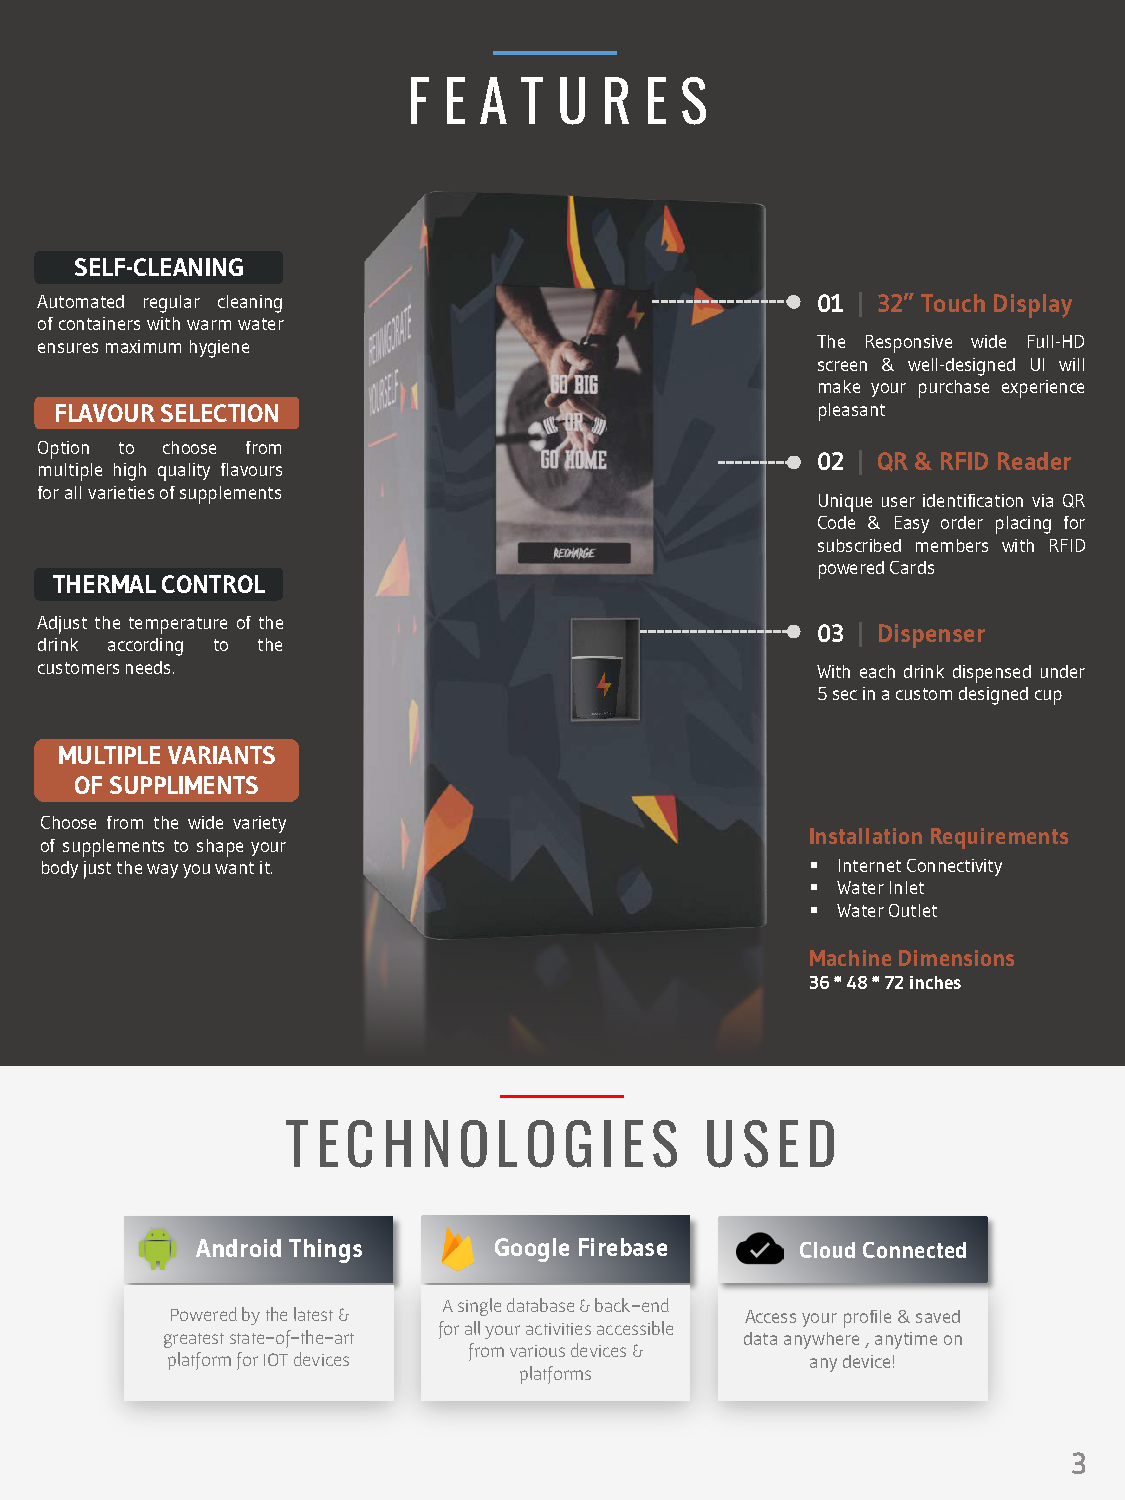 FEATURES
SELF-CLEANING
Automated regular cleaning
of containers with warm water
ensures maximum hygiene
FLAVOUR SELECTION
Option to choose from
multiple high quality flavours
for all varieties of supplements
THERMAL CONTROL
Adjust the temperature of the
drink according to the
customers needs.
MULTIPLE VARIANTS
OF SUPPLIMENTS
Choose from the wide variety
of supplements to shape your
body just the way you want it.
REINVIGORATE
YOURSELF
GO BIG
OR
GO HOME
RECHARGE
01 | 32” Touch Display
The Responsive wide Full-HD
screen & well-designed UI will
make your purchase experience
pleasant
02 | QR & RFID Reader
Unique user identification via QR
Code & Easy order placing for
subscribed members with RFID
powered Cards
03 | Dispenser
With each drink dispensed under
5 sec in a custom designed cup
Installation Requirements
▪ Internet Connectivity
▪ Water Inlet
▪ Water Outlet
Machine Dimensions
36 * 48 * 72 inches
TECHNOLOGIES USED
Android Things
Powered by the latest &
greatest state-of-the-art
platform for IOT devices
Google Firebase
A single database & back-end
for all your activities accessible
from various devices &
platforms
Cloud Connected
Access your profile & saved
data anywhere , anytime on
any device!
3